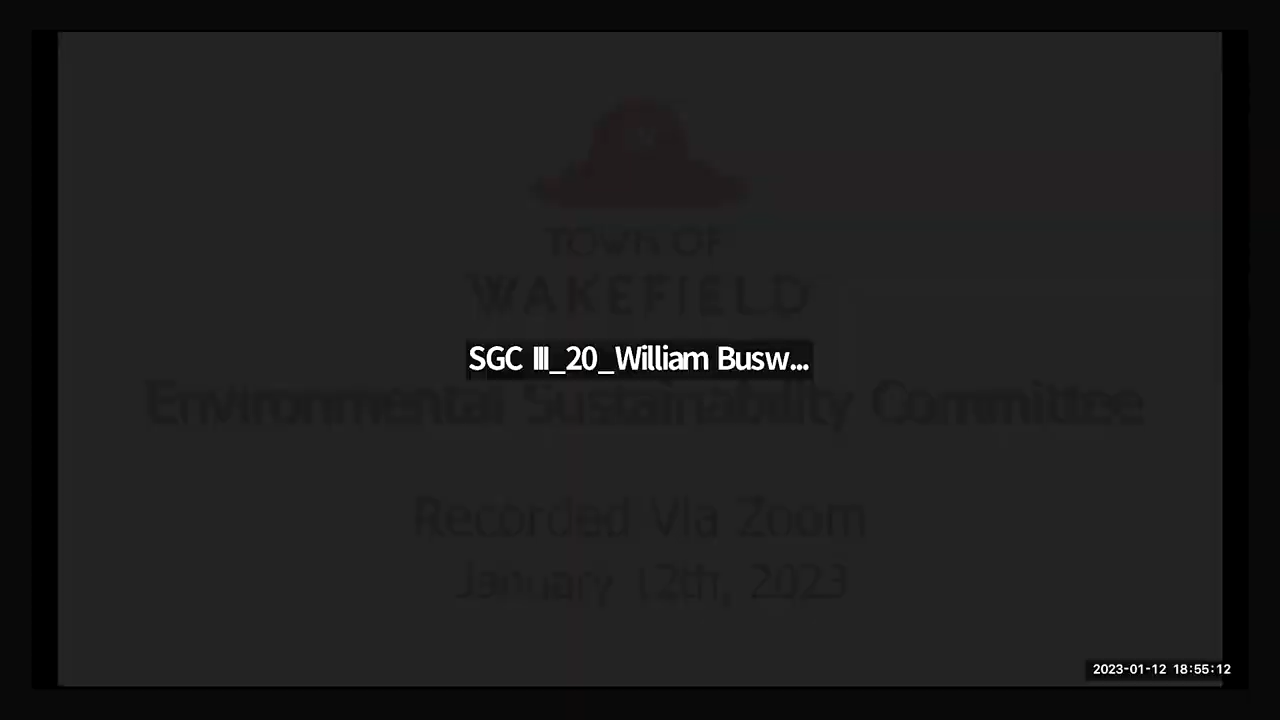 TOWN OF
WAKEFIELD
SGC III_20_William Busw...
Environmental Sustainability Committee
Recorded Via Zoom
January 12th, 2023
2023-01-12 18:55:12